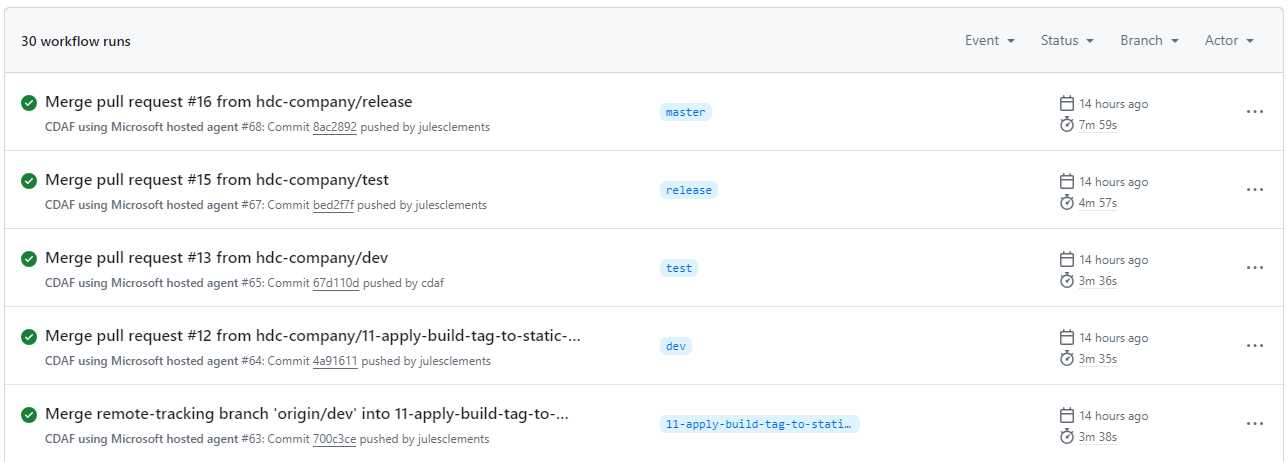 30 workflow runs
Event Status Branch Actor
Merge pull request #16 from hdc-company/release
CDAF using Microsoft hosted agent #68: Commit 8ac2892 pushed by julesclements
master
14 hours ago
7m 59s
Merge pull request #15 from hdc-company/test
CDAF using Microsoft hosted agent #67: Commit bed2f7f pushed by julesclements
release
14 hours ago
4m 57s
Merge pull request #13 from hdc-company/dev
CDAF using Microsoft hosted agent #65: Commit 67d110d pushed by cdaf
test
14 hours ago
3m 36s
Merge pull request #12 from hdc-company/11-apply-build-tag-to-static-...
CDAF using Microsoft hosted agent #64: Commit 4a91611 pushed by julesclements
dev
14 hours ago
3m 35s
Merge remote-tracking branch 'origin/dev' into 11-apply-build-tag-to-...
CDAF using Microsoft hosted agent #63: Commit 700c3ce pushed by julesclements
11-apply-build-tag-to-stati...
14 hours ago
3m 38s